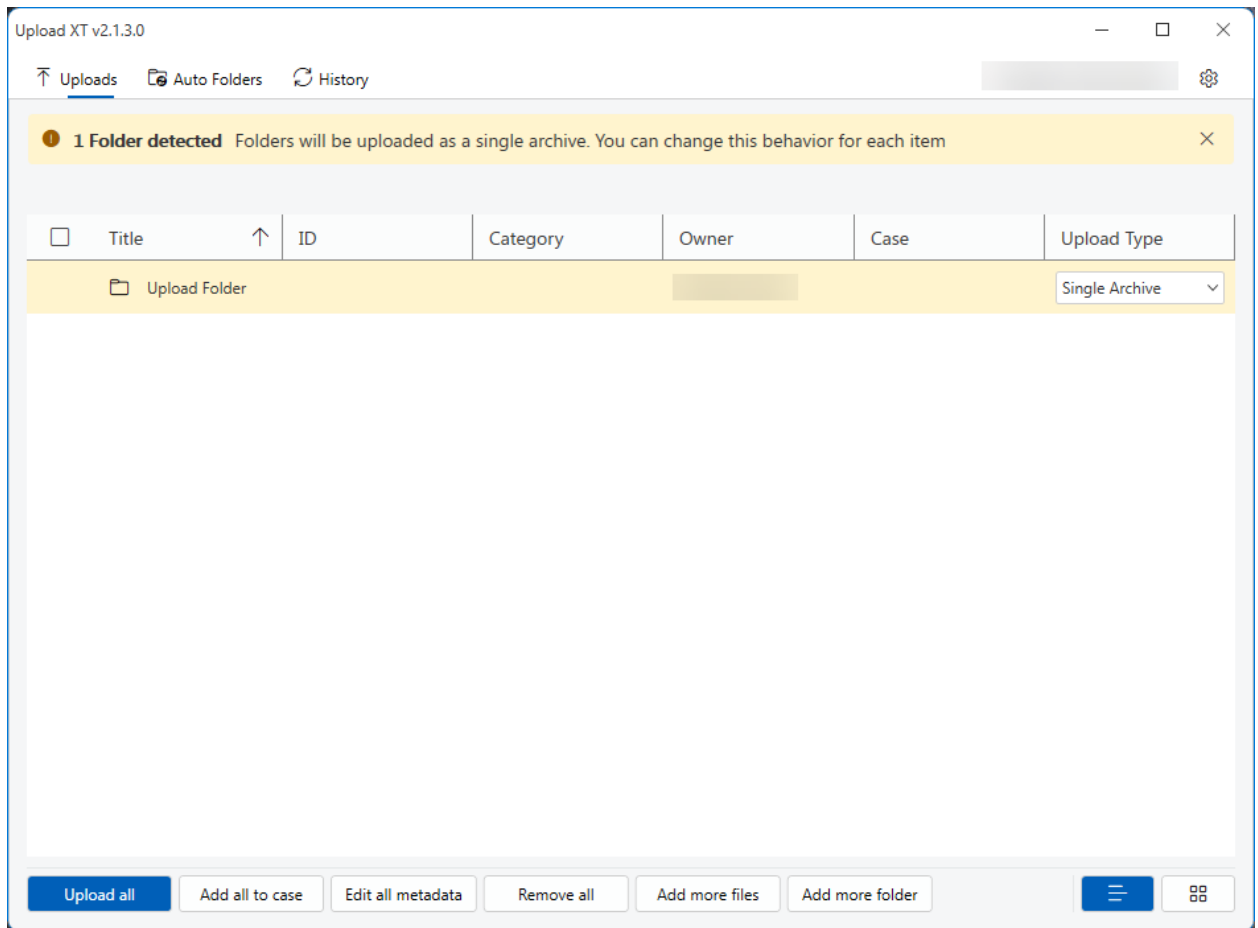 Upload XT v2.1.3.0
Uploads Auto Folders History
1 Folder detected Folders will be uploaded as a single archive. You can change this behavior for each item
Title ID Category Owner Case Upload Type
Upload Folder Single Archive
Upload all Add all to case Edit all metadata Remove all Add more files Add more folder